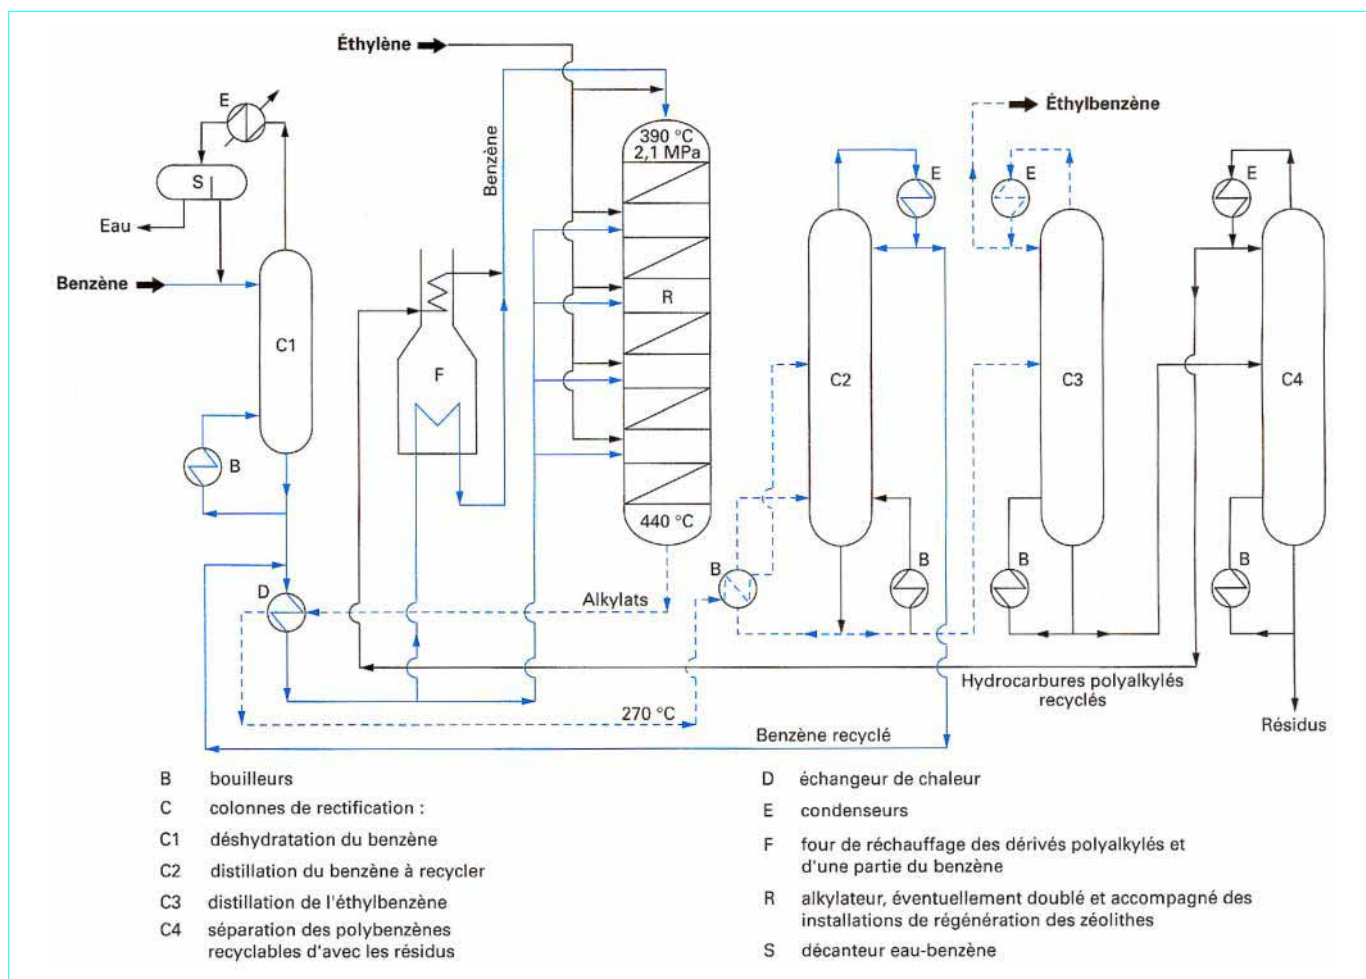 Éthylène
Éthylbenzène
E
390 °C
2,1 MPa
Benzène
S
E
E
E
Eau
Benzène
R
C1
F
C2
C3
C4
B
440 °C
B
B
B
B
D
Alkylats
Hydrocarbures polyalkylés
recyclés
270 °C
Benzène recyclé
Résidus
B bouilleurs
C colonnes de rectification :
C1 déshydratation du benzène
C2 distillation du benzène à recycler
C3 distillation de l'éthylbenzène
C4 séparation des polybenzènes
recyclables d'avec les résidus
D échangeur de chaleur
E condenseurs
F four de réchauffage des dérivés polyalkylés et
d'une partie du benzène
R alkylateur, éventuellement doublé et accompagné des
installations de régénération des zéolithes
S décanteur eau-benzène